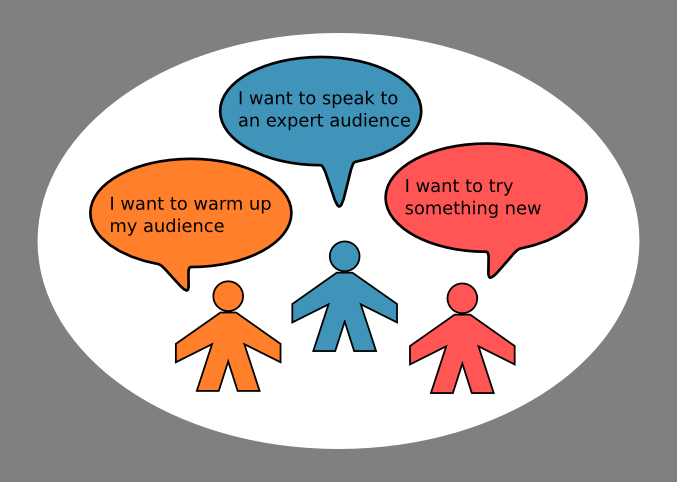 I want to speak to
an expert audience
I want to warm up
my audience
I want to try
something new